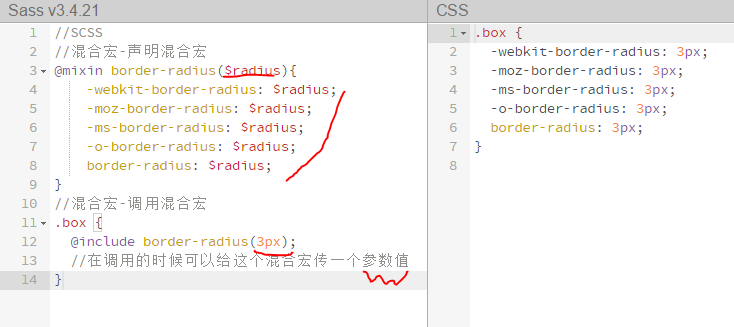 Sass v3.4.21
1 //SCSS
2 //混合宏-声明混合宏
3 @mixin border-radius($radius){
4 -webkit-border-radius: $radius;
5 -moz-border-radius: $radius;
6 -ms-border-radius: $radius;
7 -o-border-radius: $radius;
8 border-radius: $radius;
9 }
10 //混合宏-调用混合宏
11 .box {
12 @include border-radius(3px);
13 //在调用的时候可以给这个混合宏传一个参数值
14 }
CSS
1 .box {
2 -webkit-border-radius: 3px;
3 -moz-border-radius: 3px;
4 -ms-border-radius: 3px;
5 -o-border-radius: 3px;
6 border-radius: 3px;
7 }
8